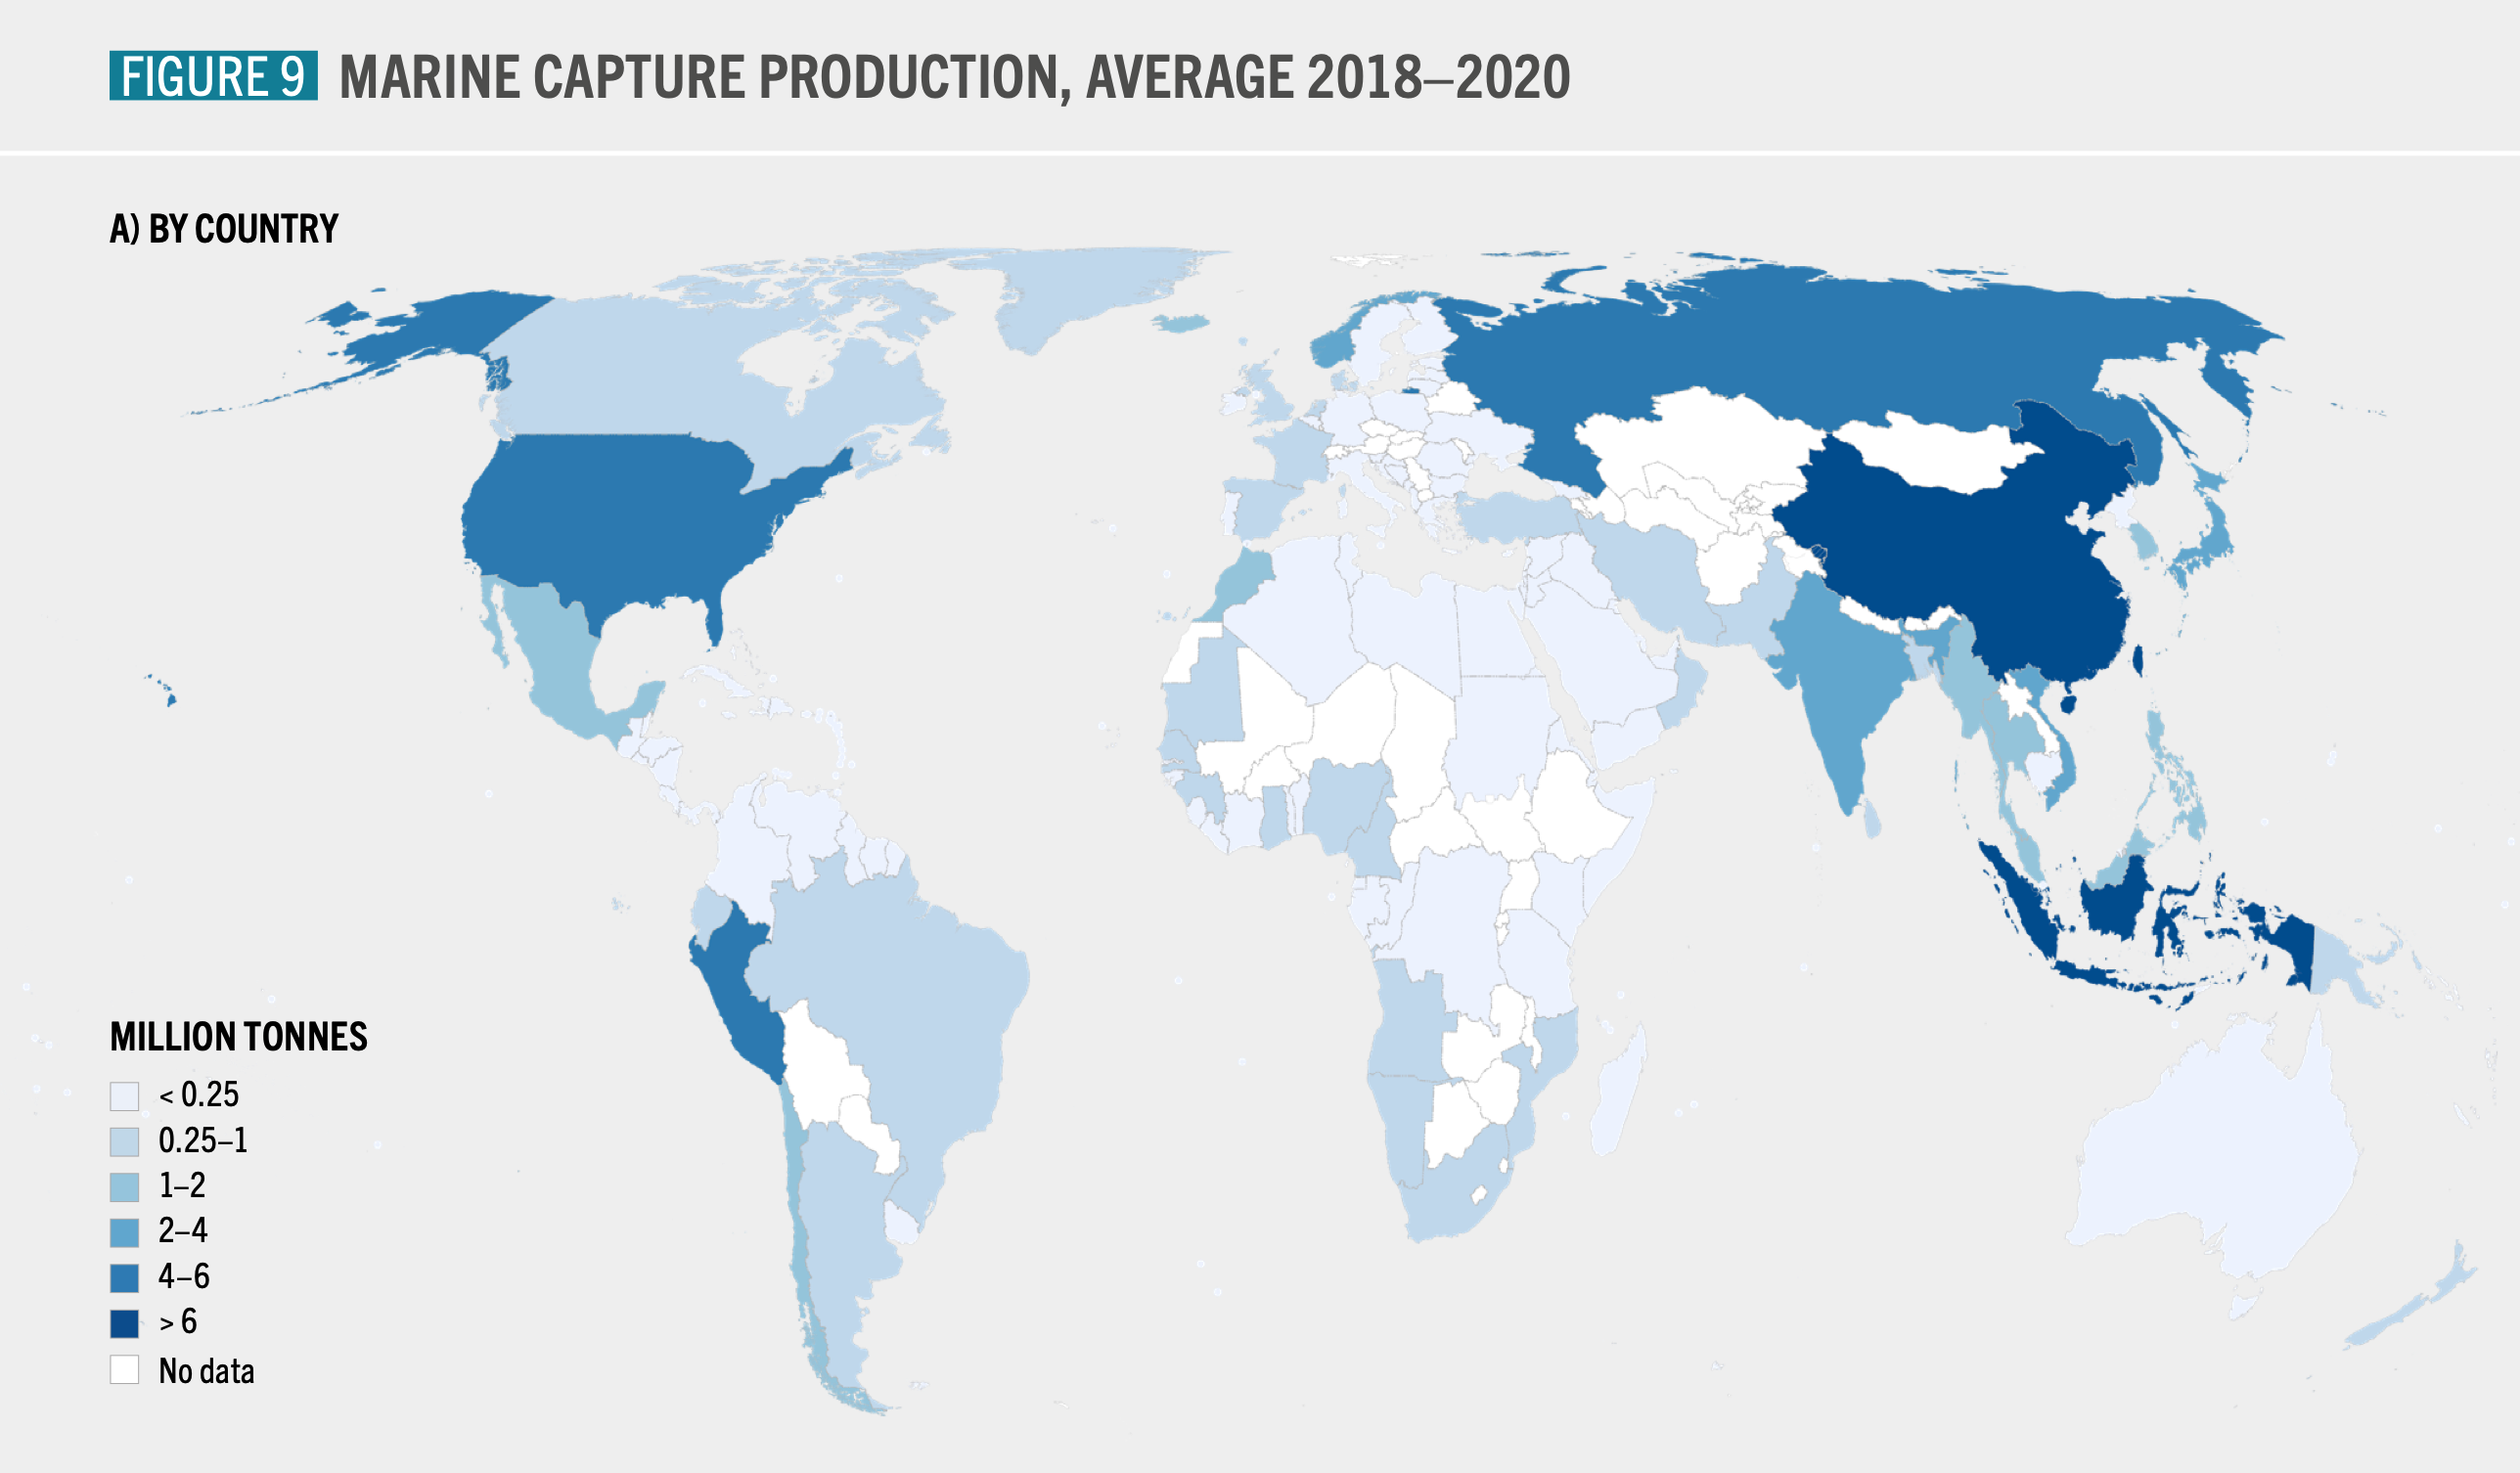 FIGURE 9 MARINE CAPTURE PRODUCTION, AVERAGE 2018–2020
A) BY COUNTRY
MILLION TONNES
< 0.25
0.25–1
1–2
2–4
4–6
> 6
No data